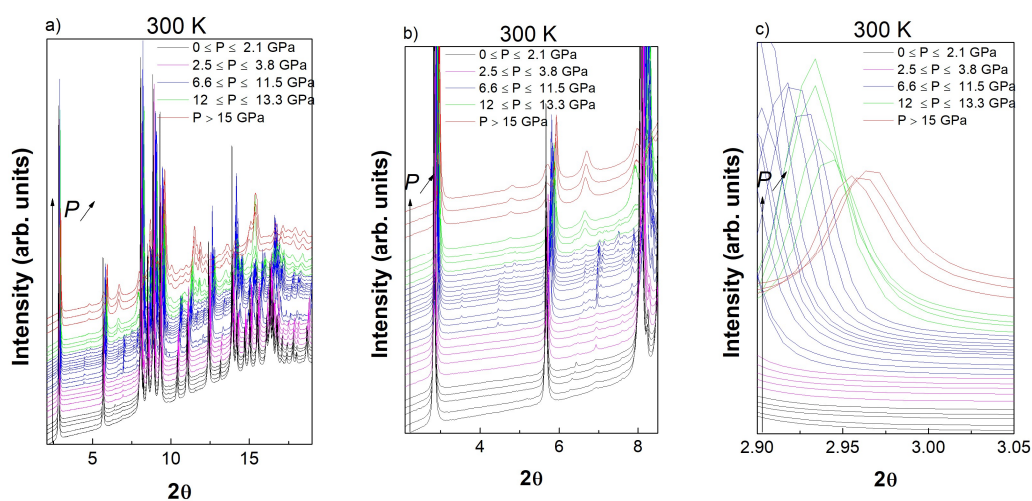 a)
300 K
0 ≤ P ≤ 2.1 GPa
2.5 ≤ P ≤ 3.8 GPa
6.6 ≤ P ≤ 11.5 GPa
12 ≤ P ≤ 13.3 GPa
P > 15 GPa
P
Intensity (arb. units)
5
10
15
2θ
b)
300 K
0 ≤ P ≤ 2.1 GPa
2.5 ≤ P ≤ 3.8 GPa
6.6 ≤ P ≤ 11.5 GPa
12 ≤ P ≤ 13.3 GPa
P > 15 GPa
P
Intensity (arb. units)
4
6
8
2θ
c)
300 K
0 ≤ P ≤ 2.1 GPa
2.5 ≤ P ≤ 3.8 GPa
6.6 ≤ P ≤ 11.5 GPa
12 ≤ P ≤ 13.3 GPa
P > 15 GPa
P
Intensity (arb. units)
2.90
2.95
3.00
3.05
2θ